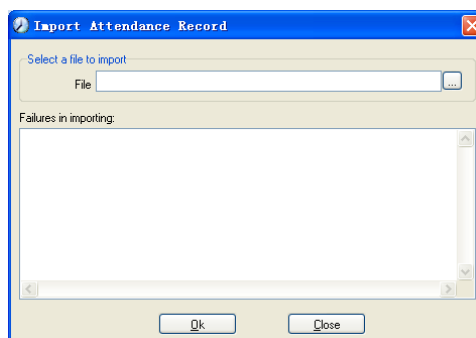 Import Attendance Record
Select a file to import
File
...
Failures in importing:
Ok Close